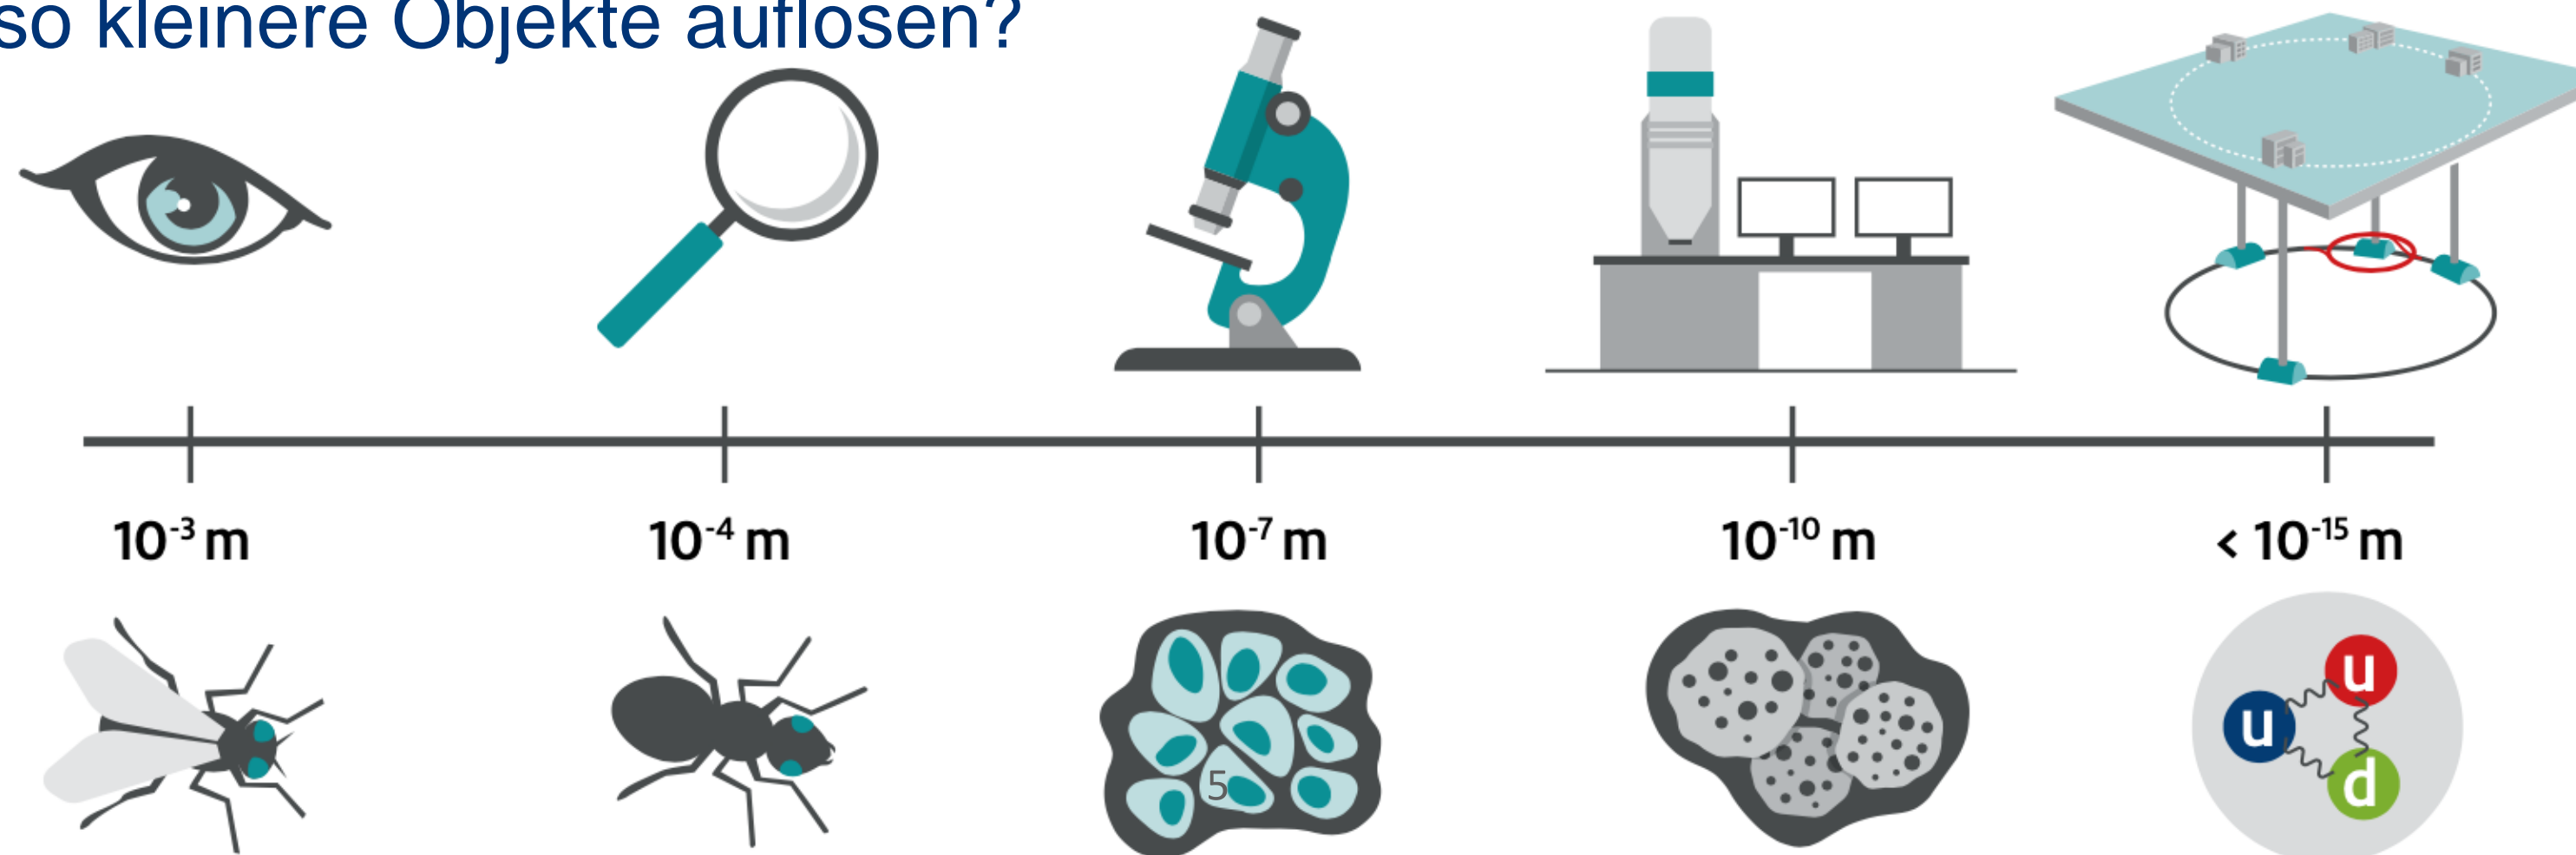 so kleinere Objekte auflösen?
10⁻³ m
10⁻⁴ m
10⁻⁷ m
10⁻¹⁰ m
< 10⁻¹⁵ m
u
u
5
d